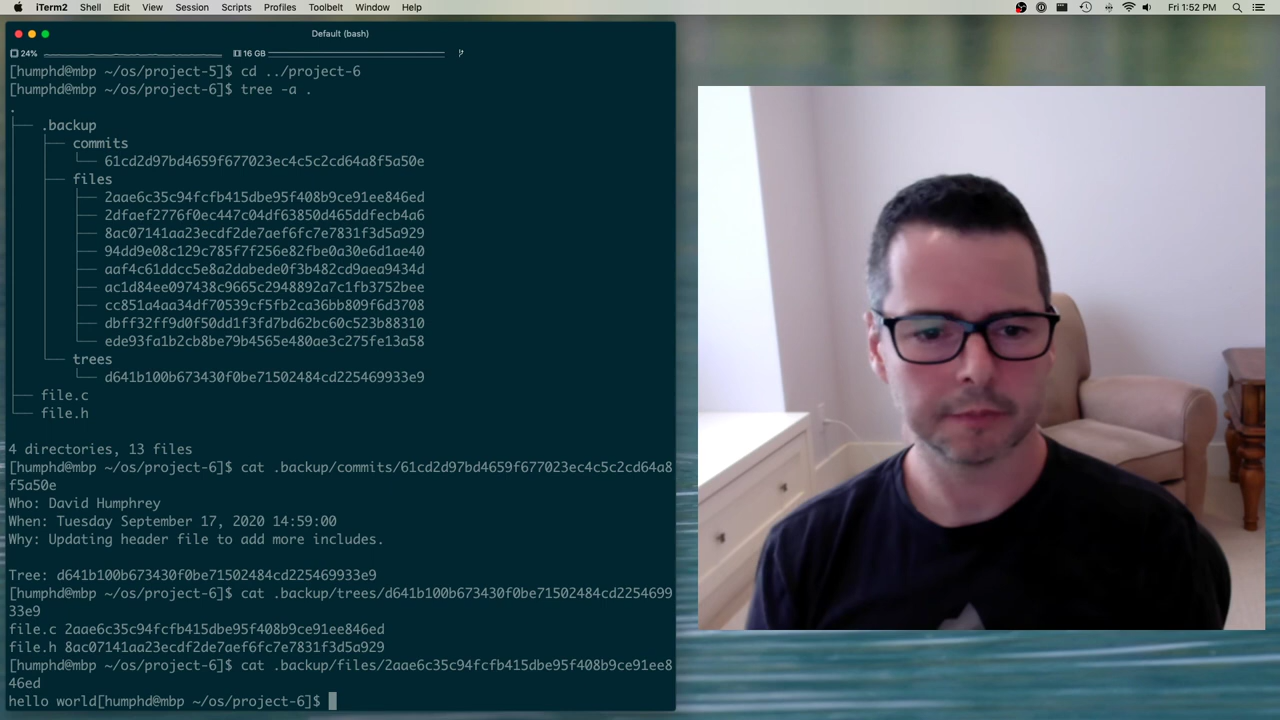 iTerm2 Shell Edit View Session Scripts Profiles Toolbelt Window Help Fri 1:52 PM
Default (bash)
24% 16 GB
[humphd@mbp ~/os/project-5]$ cd ../project-6
[humphd@mbp ~/os/project-6]$ tree -a .
.
├── .backup
│   ├── commits
│   │   └── 61cd2d97bd4659f677023ec4c5c2cd64a8f5a50e
│   ├── files
│   │   ├── 2aae6c35c94fcfb415dbe95f408b9ce91ee846ed
│   │   ├── 2dfaef2776f0ec447c04df63850d465ddfecb4a6
│   │   ├── 8ac07141aa23ecdf2de7aef6fc7e7831f3d5a929
│   │   ├── 94dd9e08c129c785f7f256e82fbe0a30e6d1ae40
│   │   ├── aaf4c61ddcc5e8a2dabede0f3b482cd9aea9434d
│   │   ├── ac1d84ee097438c9665c2948892a7c1fb3752bee
│   │   ├── cc851a4aa34df70539cf5fb2ca36bb809f6d3708
│   │   ├── dbff32ff9d0f50dd1f3fd7bd62bc60c523b88310
│   │   └── ede93fa1b2cb8be79b4565e480ae3c275fe13a58
│   └── trees
│       └── d641b100b673430f0be71502484cd225469933e9
├── file.c
└── file.h
4 directories, 13 files
[humphd@mbp ~/os/project-6]$ cat .backup/commits/61cd2d97bd4659f677023ec4c5c2cd64a8
f5a50e
Who: David Humphrey
When: Tuesday September 17, 2020 14:59:00
Why: Updating header file to add more includes.
Tree: d641b100b673430f0be71502484cd225469933e9
[humphd@mbp ~/os/project-6]$ cat .backup/trees/d641b100b673430f0be71502484cd2254699
33e9
file.c 2aae6c35c94fcfb415dbe95f408b9ce91ee846ed
file.h 8ac07141aa23ecdf2de7aef6fc7e7831f3d5a929
[humphd@mbp ~/os/project-6]$ cat .backup/files/2aae6c35c94fcfb415dbe95f408b9ce91ee8
46ed
hello world[humphd@mbp ~/os/project-6]$